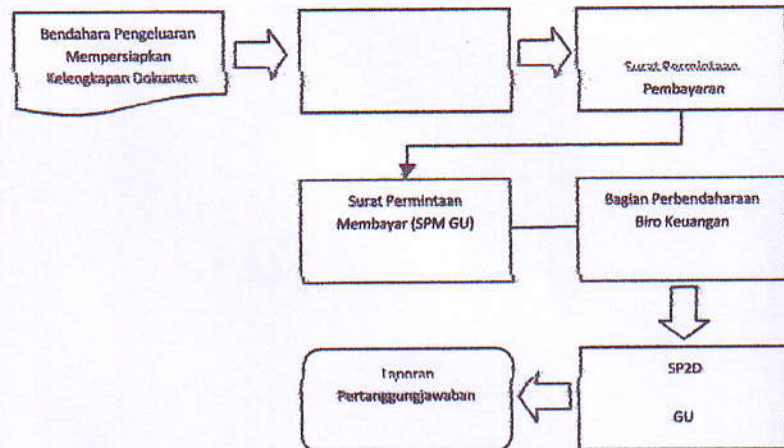 Bendahara Pengeluaran
Mempersiapkan
Kelengkapan Dokumen
Surat Permintaan
Pembayaran
Surat Permintaan
Membayar (SPM GU)
Bagian Perbendaharaan
Biro Keuangan
SP2D
GU
Laporan
Pertanggungjawaban